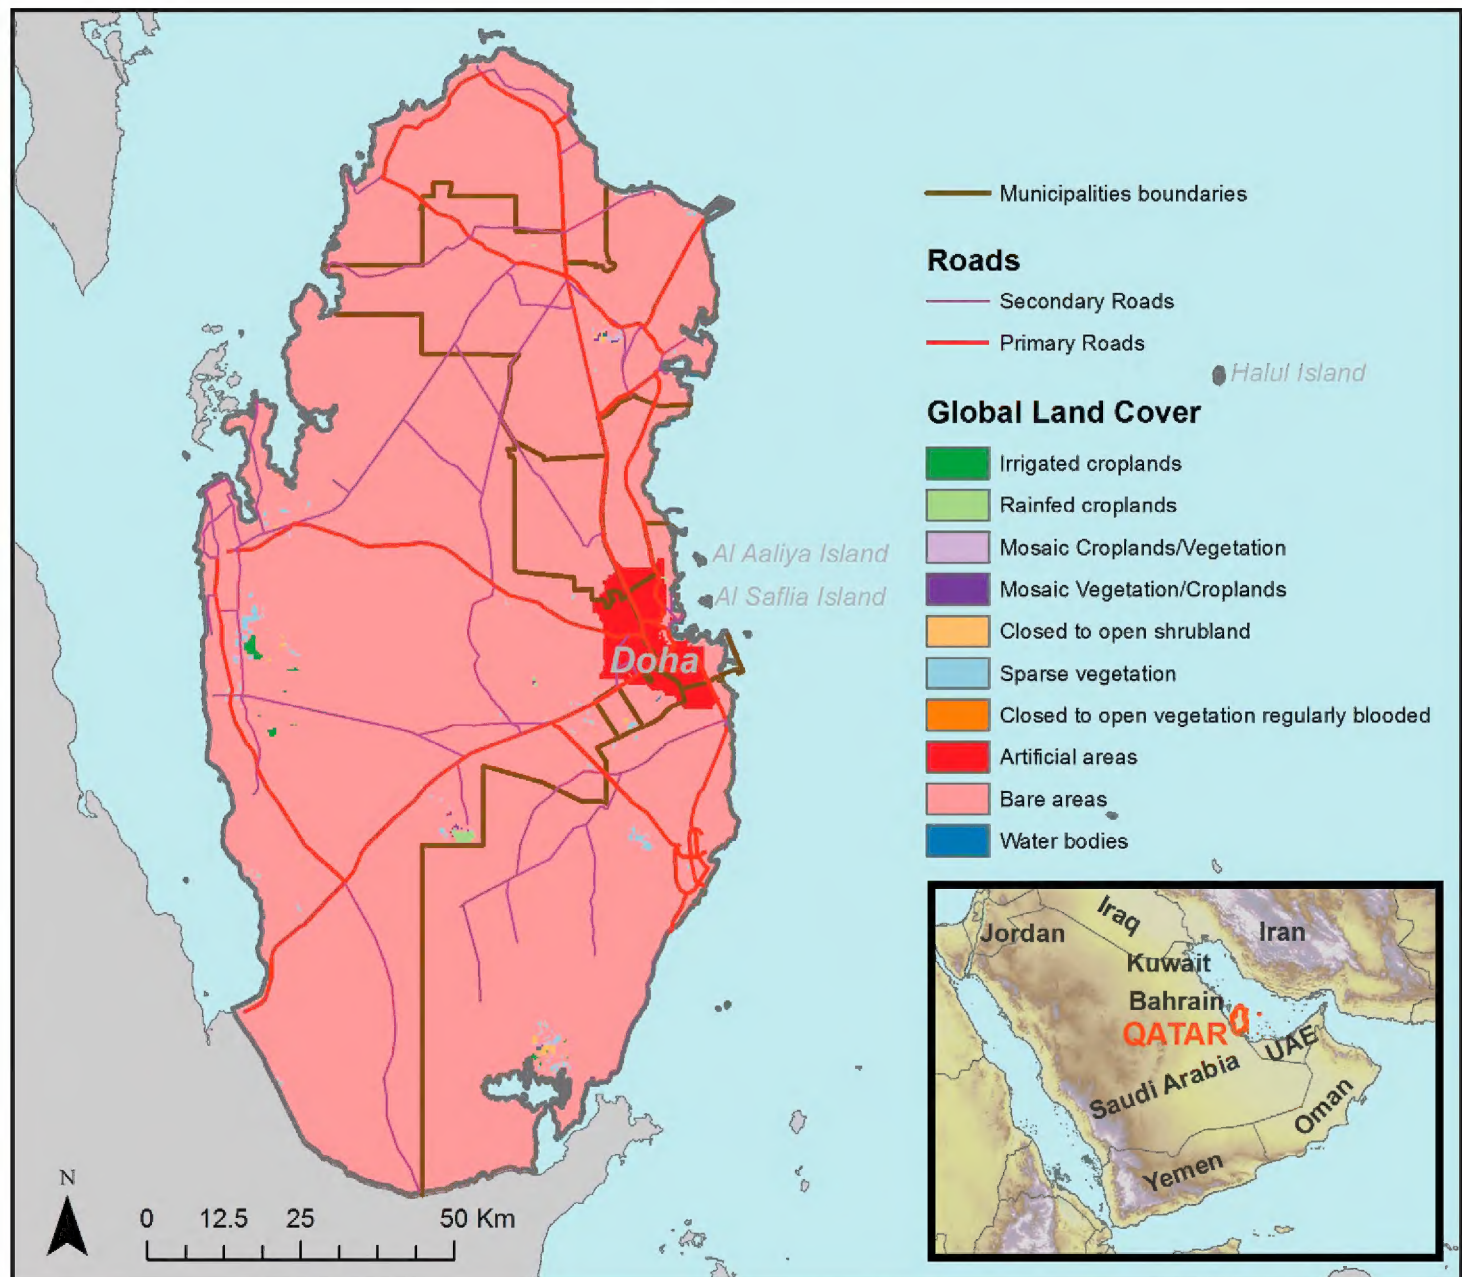 Municipalities boundaries
Roads
Secondary Roads
Primary Roads
Halul Island
Global Land Cover
Irrigated croplands
Rainfed croplands
Mosaic Croplands/Vegetation
Al Aaliya Island
Mosaic Vegetation/Croplands
Al Saflia Island
Closed to open shrubland
Doha
Sparse vegetation
Closed to open vegetation regularly blooded
Artificial areas
Bare areas
Water bodies
Iraq
Jordan
Iran
Kuwait
Bahrain
QATAR
UAE
Saudi Arabia
Oman
Yemen
N
0 12.5 25 50 Km